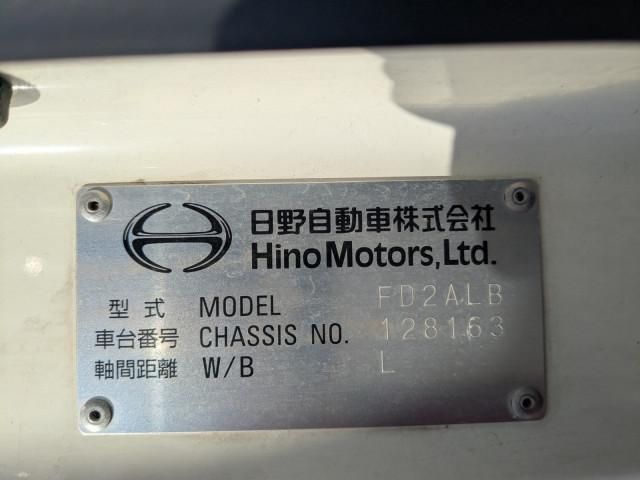 日野自動車株式会社
Hino Motors, Ltd.
型式 MODEL FD2ALB
車台番号 CHASSIS NO. 128163
軸間距離 W/B L